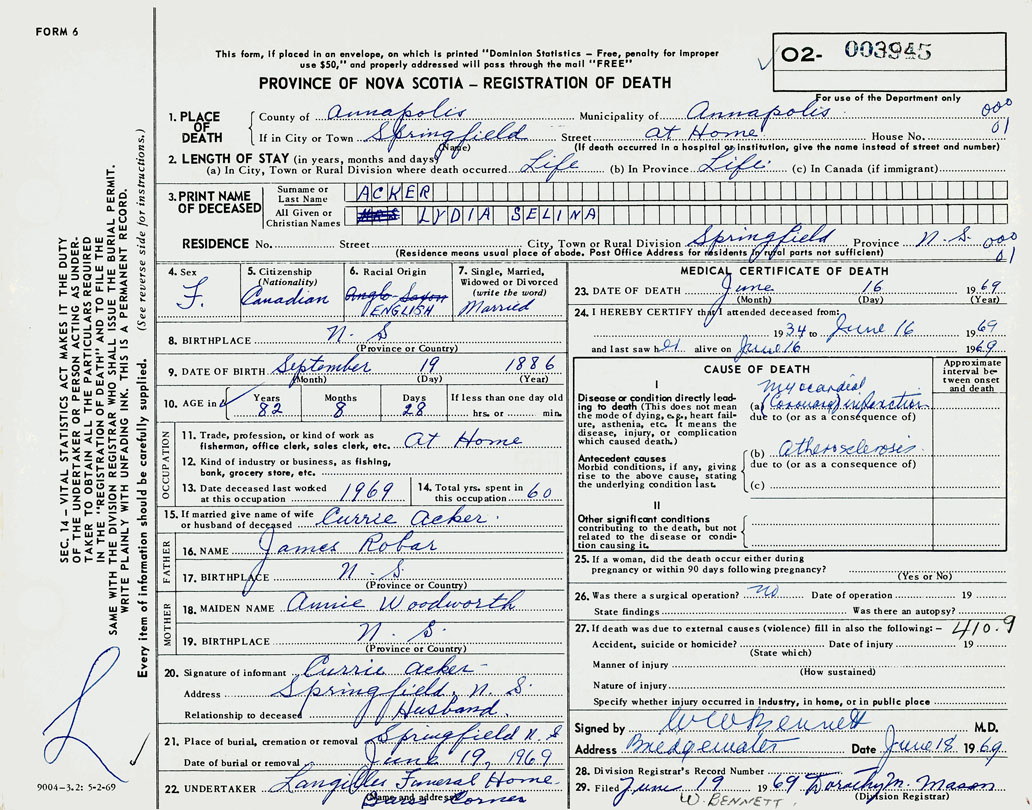 FORM 6
This form, if placed in an envelope, on which is printed "Dominion Statistics – Free, penalty for improper
use $50," and properly addressed will pass through the mail "FREE"
PROVINCE OF NOVA SCOTIA – REGISTRATION OF DEATH
O2- 003945
For use of the Department only
1. PLACE OF DEATH
County of Annapolis Municipality of Annapolis 000
If in City or Town Springfield Street at Home House No. 01
(Name) (If death occurred in a hospital or institution, give the name instead of street and number)
2. LENGTH OF STAY (in years, months and days)
(a) In City, Town or Rural Division where death occurred Life (b) In Province Life (c) In Canada (if immigrant)
3. PRINT NAME OF DECEASED
Surname or Last Name ACKER
All Given or Christian Names MRS LYDIA SELINA
RESIDENCE No. Street City, Town or Rural Division Springfield Province N.S. 000
(Residence means usual place of abode. Post Office Address for residents in rural parts not sufficient) 01
4. Sex F.
5. Citizenship (Nationality) Canadian
6. Racial Origin Anglo-Saxon ENGLISH
7. Single, Married, Widowed or Divorced (write the word) Married
8. BIRTHPLACE N. S
(Province or Country)
9. DATE OF BIRTH September 19 1886
(Month) (Day) (Year)
10. AGE in Years 82 Months 8 Days 28 If less than one day old hrs. or min.
OCCUPATION
11. Trade, profession, or kind of work as fisherman, office clerk, sales clerk, etc. at Home
12. Kind of industry or business, as fishing, bank, grocery store, etc.
13. Date deceased last worked at this occupation 1969
14. Total yrs. spent in this occupation 60
15. If married give name of wife or husband of deceased Currie Acker.
FATHER
16. NAME James Robar
17. BIRTHPLACE N. S.
(Province or Country)
MOTHER
18. MAIDEN NAME Annie Woodworth
19. BIRTHPLACE N. S.
(Province or Country)
20. Signature of informant Currie Acker
Address Springfield, N. S.
Relationship to deceased Husband.
21. Place of burial, cremation or removal Springfield N.S
Date of burial or removal June 19, 1969
22. UNDERTAKER Langilles Funeral Home
(Name and address) Corner
MEDICAL CERTIFICATE OF DEATH
23. DATE OF DEATH June 16 1969
(Month) (Day) (Year)
24. I HEREBY CERTIFY that I attended deceased from:
1934 to June 16 1969
and last saw her alive on June 16 1969
CAUSE OF DEATH
Approximate interval between onset and death
I
Disease or condition directly leading to death (This does not mean the mode of dying, e.g., heart failure, asthenia, etc. It means the disease, injury, or complication which caused death.)
(a) Myocardial (Coronary) infarction
due to (or as a consequence of)
Antecedent causes
Morbid conditions, if any, giving rise to the above cause, stating the underlying condition last.
(b) Atherosclerosis
due to (or as a consequence of)
(c)
II
Other significant conditions contributing to the death, but not related to the disease or condition causing it.
25. If a woman, did the death occur either during pregnancy or within 90 days following pregnancy?
(Yes or No)
26. Was there a surgical operation? no Date of operation 19
State findings Was there an autopsy?
27. If death was due to external causes (violence) fill in also the following: – 410.9
Accident, suicide or homicide? Date of injury 19
(State which)
Manner of injury
(How sustained)
Nature of injury
Specify whether injury occurred in industry, in home, or in public place
Signed by W W Bennett M.D.
Address Bridgewater Date June 18 1969.
28. Division Registrar's Record Number
29. Filed June 19 1969 Dorothy M. Mason
(Division Registrar)
W. BENNETT
SEC. 14 – VITAL STATISTICS ACT MAKES IT THE DUTY
OF THE UNDERTAKER OR PERSON ACTING AS UNDER-
TAKER TO OBTAIN ALL THE PARTICULARS REQUIRED
IN THE "REGISTRATION OF DEATH" AND TO FILE THE
SAME WITH THE DIVISION REGISTRAR WHO SHALL ISSUE THE BURIAL PERMIT.
WRITE PLAINLY WITH UNFADING INK. THIS IS A PERMANENT RECORD.
Every item of information should be carefully supplied. (See reverse side for instructions.)
9004-3.2: 5-2-69